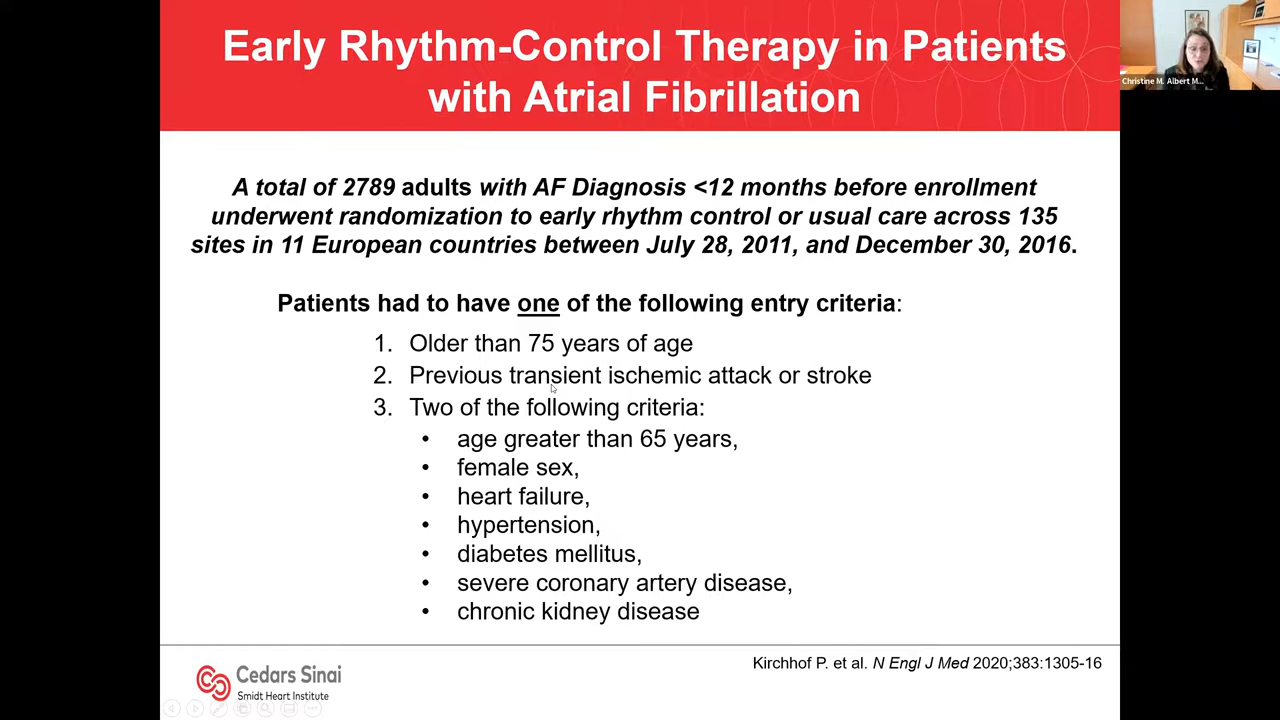 Early Rhythm-Control Therapy in Patients
with Atrial Fibrillation
Christine M. Albert M...
A total of 2789 adults with AF Diagnosis <12 months before enrollment
underwent randomization to early rhythm control or usual care across 135
sites in 11 European countries between July 28, 2011, and December 30, 2016.
Patients had to have one of the following entry criteria:
1. Older than 75 years of age
2. Previous transient ischemic attack or stroke
3. Two of the following criteria:
• age greater than 65 years,
• female sex,
• heart failure,
• hypertension,
• diabetes mellitus,
• severe coronary artery disease,
• chronic kidney disease
Kirchhof P. et al. N Engl J Med 2020;383:1305-16
Cedars Sinai
Smidt Heart Institute